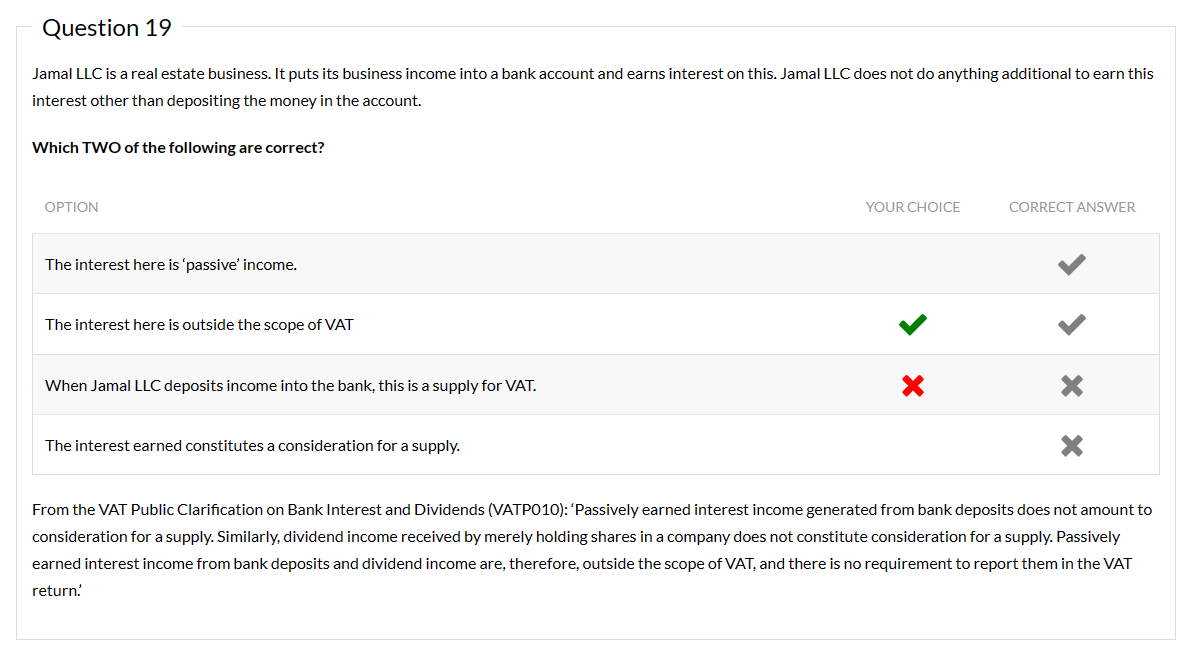 Question 19
Jamal LLC is a real estate business. It puts its business income into a bank account and earns interest on this. Jamal LLC does not do anything additional to earn this
interest other than depositing the money in the account.
Which TWO of the following are correct?
OPTION YOUR CHOICE CORRECT ANSWER
The interest here is ‘passive’ income.
The interest here is outside the scope of VAT
When Jamal LLC deposits income into the bank, this is a supply for VAT.
The interest earned constitutes a consideration for a supply.
From the VAT Public Clarification on Bank Interest and Dividends (VATP010): ‘Passively earned interest income generated from bank deposits does not amount to
consideration for a supply. Similarly, dividend income received by merely holding shares in a company does not constitute consideration for a supply. Passively
earned interest income from bank deposits and dividend income are, therefore, outside the scope of VAT, and there is no requirement to report them in the VAT
return.’